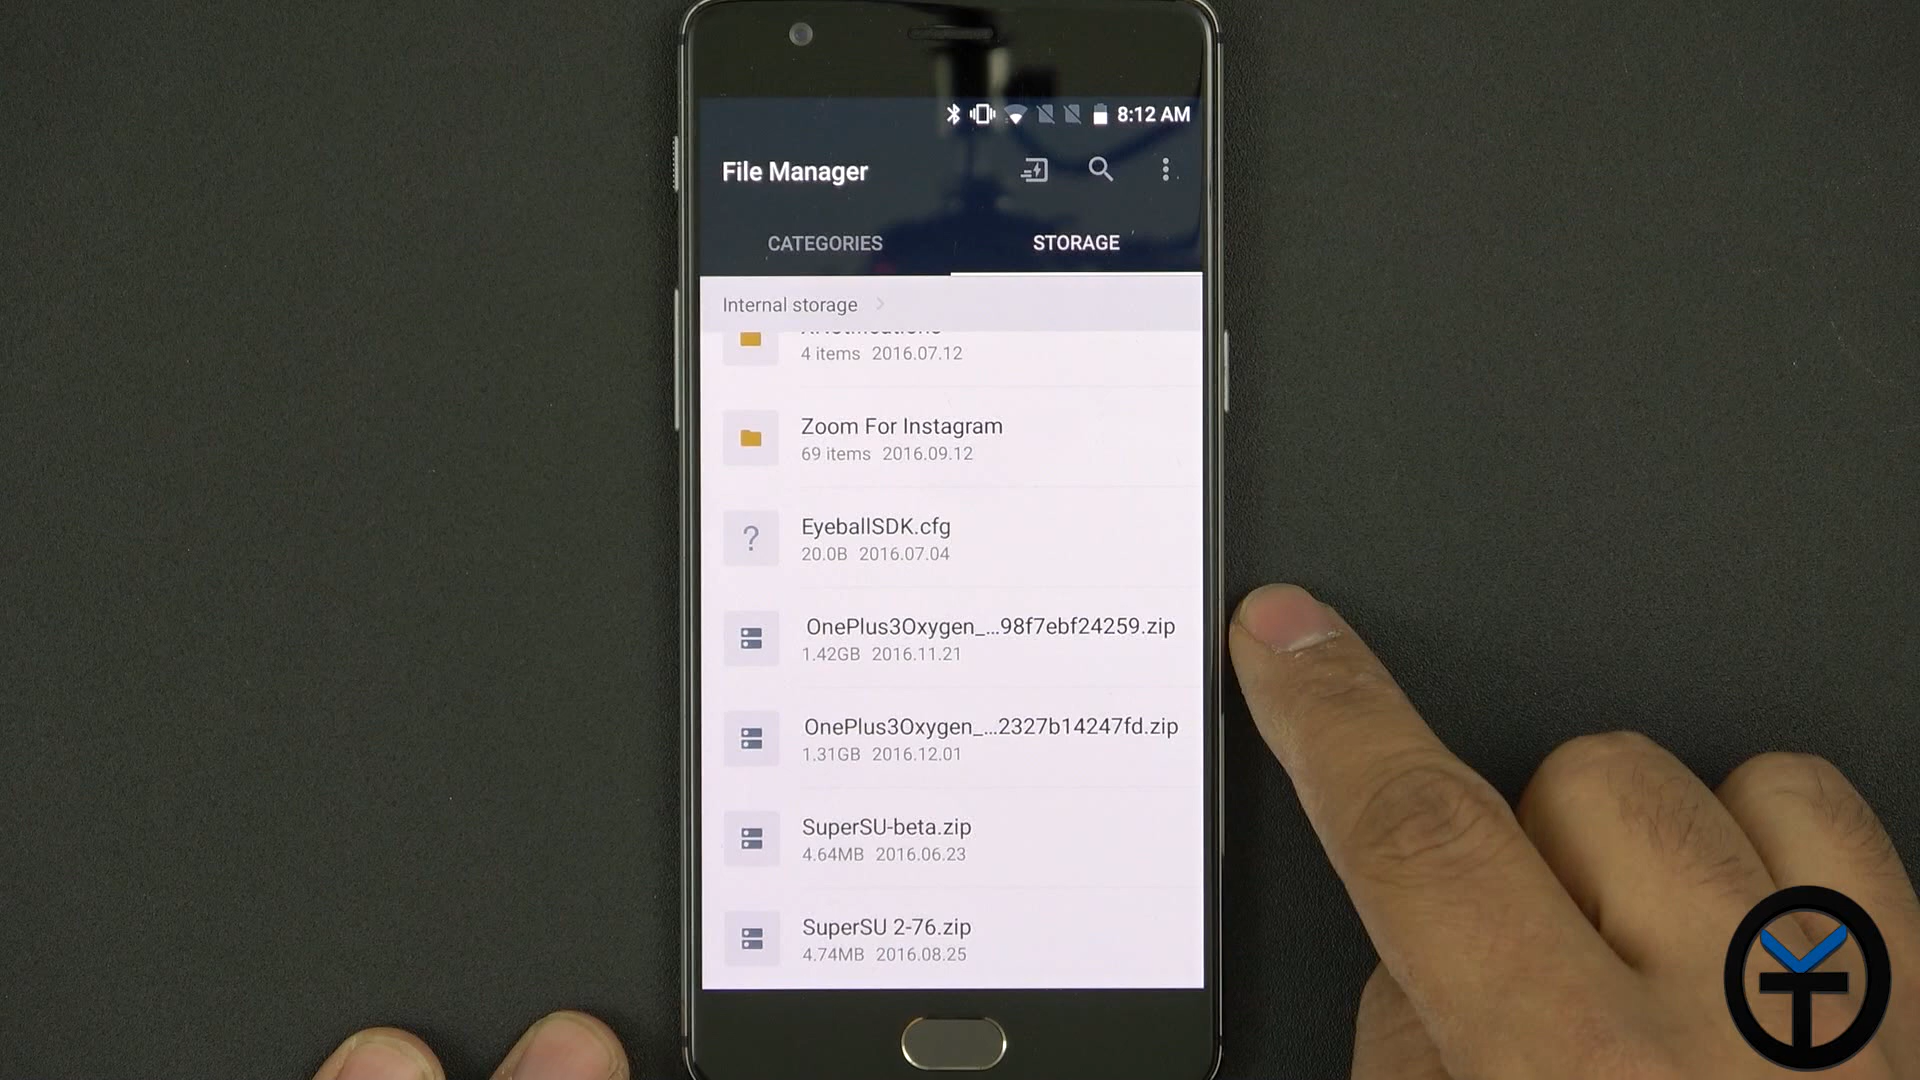 8:12 AM
File Manager
CATEGORIES
STORAGE
Internal storage
4 items 2016.07.12
Zoom For Instagram
69 items 2016.09.12
?
EyeballSDK.cfg
20.0B 2016.07.04
OnePlus3Oxygen_...98f7ebf24259.zip
1.42GB 2016.11.21
OnePlus3Oxygen_...2327b14247fd.zip
1.31GB 2016.12.01
SuperSU-beta.zip
4.64MB 2016.06.23
SuperSU 2-76.zip
4.74MB 2016.08.25